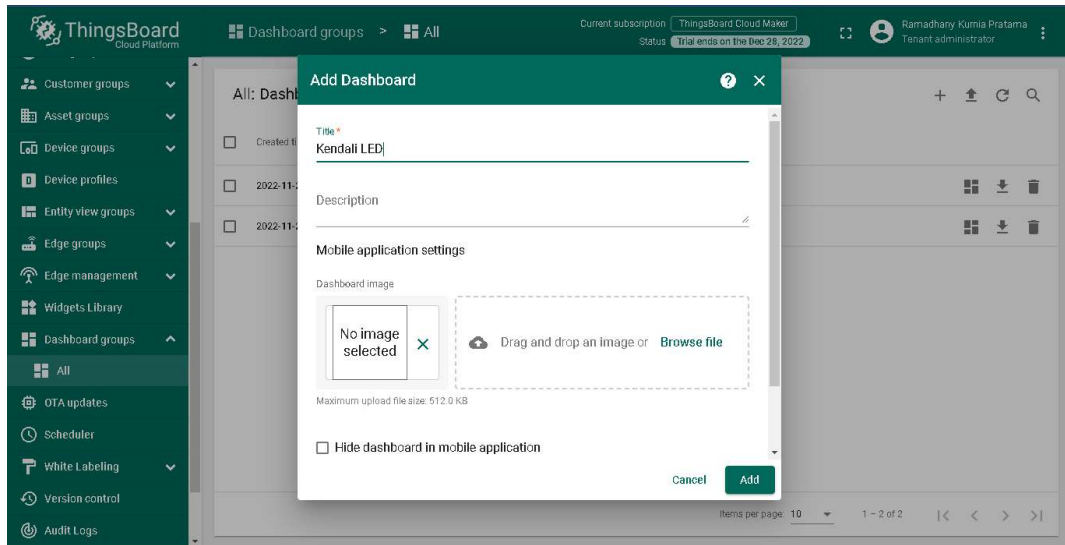 ThingsBoard
Cloud Platform
Dashboard groups > All
Current subscription ThingsBoard Cloud Maker
Status Trial ends on the Dec 28, 2022
Ramadhany Kurnia Pratama
Tenant administrator
Customer groups
Asset groups
Device groups
Device profiles
Entity view groups
Edge groups
Edge management
Widgets Library
Dashboard groups
All
OTA updates
Scheduler
White Labeling
Version control
Audit Logs
All: Dashb
Created ti
2022-11-2
2022-11-2
Add Dashboard
Title *
Kendali LED
Description
Mobile application settings
Dashboard image
No image
selected
Drag and drop an image or Browse file
Maximum upload file size: 512.0 KB
Hide dashboard in mobile application
Cancel Add
Items per page 10 1 – 2 of 2